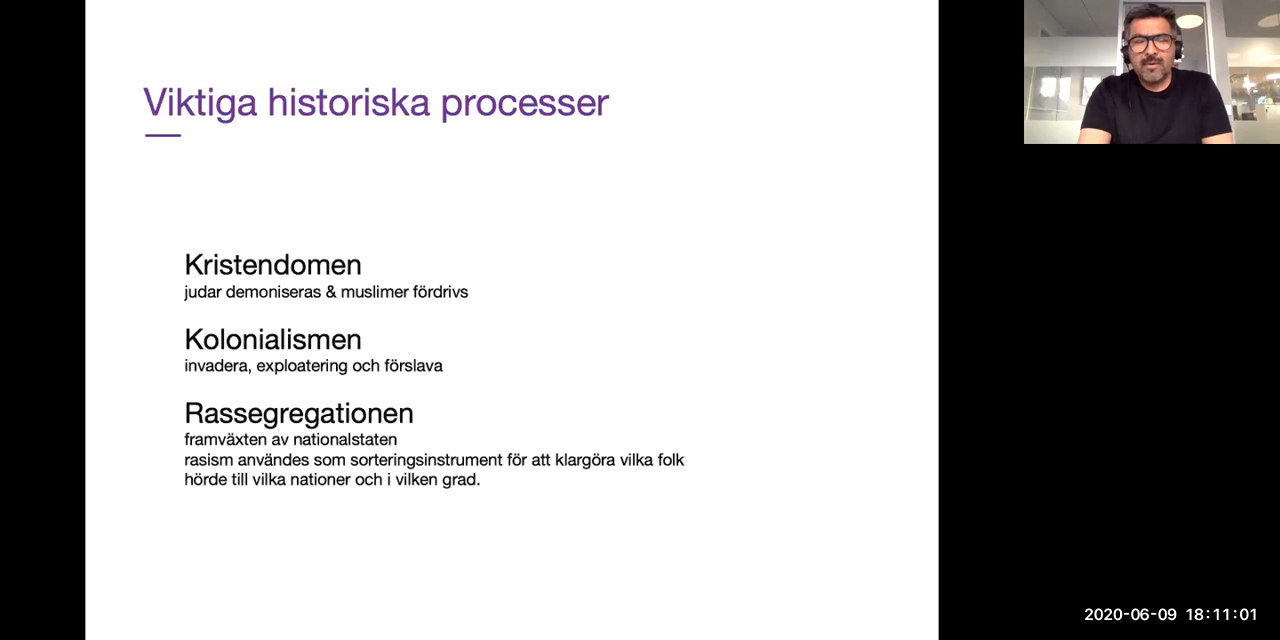 Viktiga historiska processer
Kristendomen
judar demoniseras & muslimer fördrivs
Kolonialismen
invadera, exploatering och förslava
Rassegregationen
framväxten av nationalstaten
rasism användes som sorteringsinstrument för att klargöra vilka folk
hörde till vilka nationer och i vilken grad.
2020-06-09 18:11:01